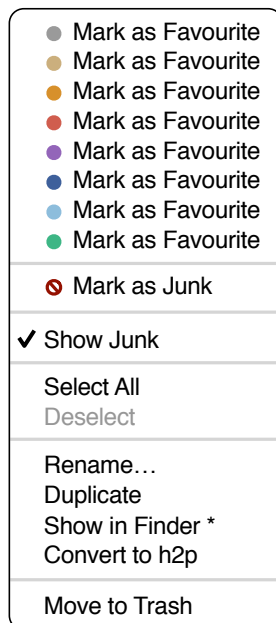 Mark as Favourite
Mark as Favourite
Mark as Favourite
Mark as Favourite
Mark as Favourite
Mark as Favourite
Mark as Favourite
Mark as Favourite
Mark as Junk
✓ Show Junk
Select All
Deselect
Rename…
Duplicate
Show in Finder *
Convert to h2p
Move to Trash